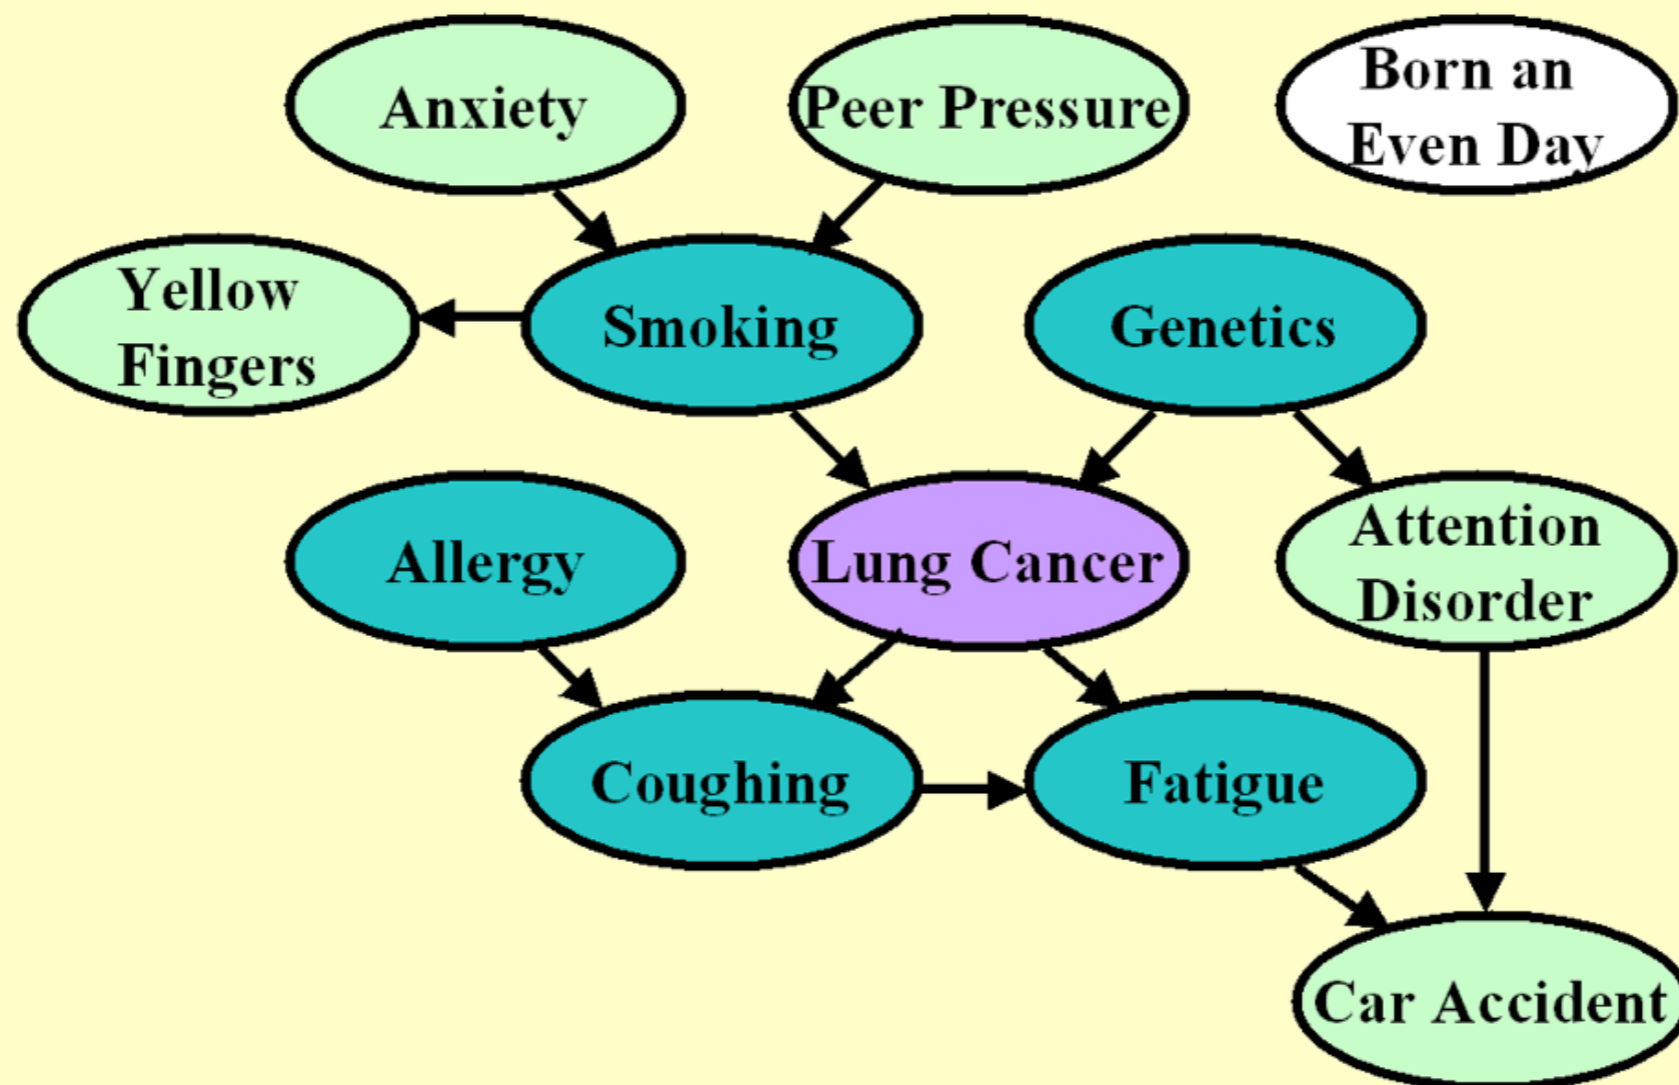 Anxiety
Peer Pressure
Born an
Even Day
Yellow
Fingers
Smoking
Genetics
Allergy
Lung Cancer
Attention
Disorder
Coughing
Fatigue
Car Accident